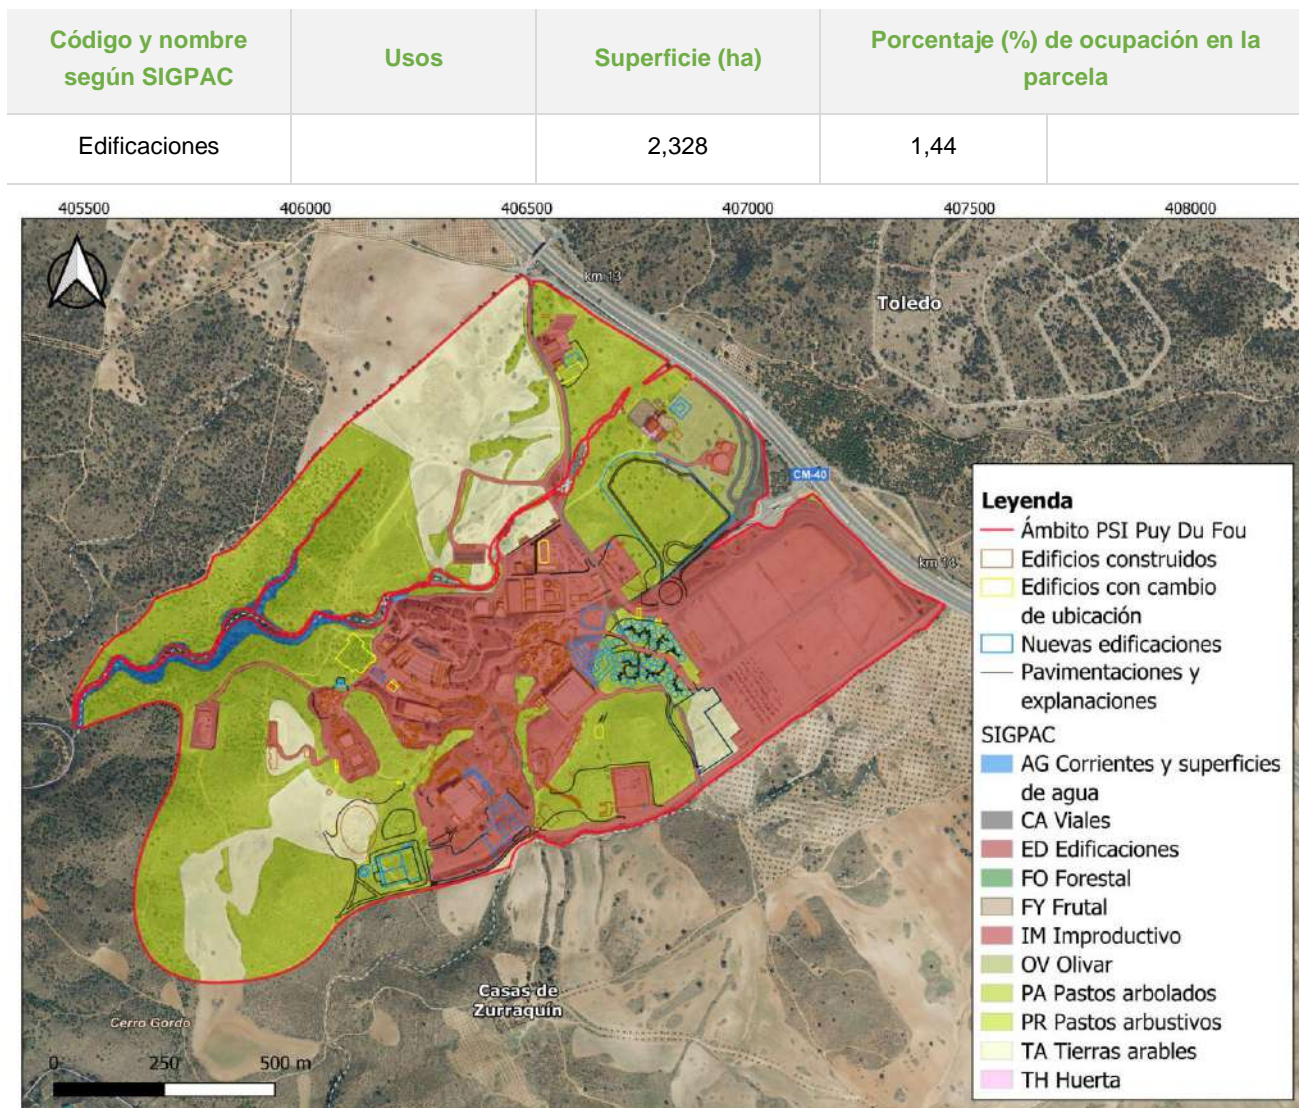 Código y nombre según SIGPAC
Usos
Superficie (ha)
Porcentaje (%) de ocupación en la parcela
Edificaciones
2,328
1,44
405500
406000
406500
407000
407500
408000
km 13
Toledo
CM-40
km 14
Casas de
Zurraquín
Cerro Gordo
0
250
500 m
Leyenda
Ámbito PSI Puy Du Fou
Edificios construidos
Edificios con cambio
de ubicación
Nuevas edificaciones
Pavimentaciones y
explanaciones
SIGPAC
AG Corrientes y superficies
de agua
CA Viales
ED Edificaciones
FO Forestal
FY Frutal
IM Improductivo
OV Olivar
PA Pastos arbolados
PR Pastos arbustivos
TA Tierras arables
TH Huerta